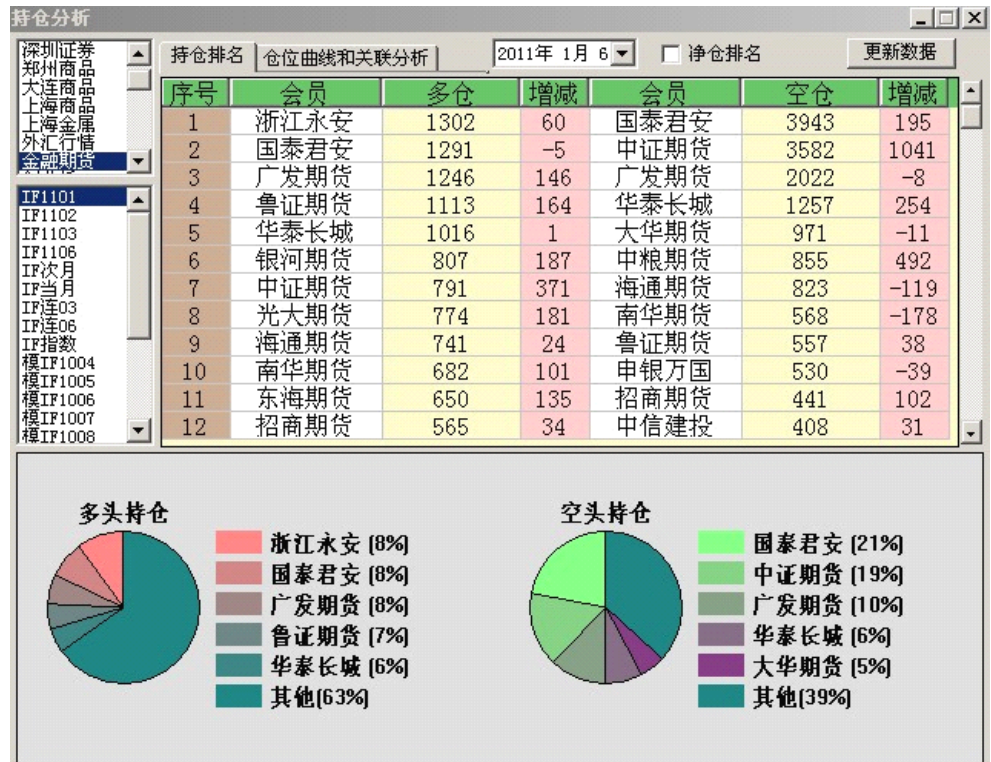 持仓分析
深圳证券
郑州商品
大连商品
上海商品
上海金属
外汇行情
金融期货
持仓排名 仓位曲线和关联分析 2011年 1月 6 净仓排名 更新数据
序号 会员 多仓 增减 会员 空仓 增减
1 浙江永安 1302 60 国泰君安 3943 195
2 国泰君安 1291 -5 中证期货 3582 1041
3 广发期货 1246 146 广发期货 2022 -8
4 鲁证期货 1113 164 华泰长城 1257 254
5 华泰长城 1016 1 大华期货 971 -11
6 银河期货 807 187 中粮期货 855 492
7 中证期货 791 371 海通期货 823 -119
8 光大期货 774 181 南华期货 568 -178
9 海通期货 741 24 鲁证期货 557 38
10 南华期货 682 101 申银万国 530 -39
11 东海期货 650 135 招商期货 441 102
12 招商期货 565 34 中信建投 408 31
IF1101
IF1102
IF1103
IF1106
IF次月
IF当月
IF连03
IF连06
IF指数
模IF1004
模IF1005
模IF1006
模IF1007
模IF1008
多头持仓
浙江永安 (8%)
国泰君安 (8%)
广发期货 (8%)
鲁证期货 (7%)
华泰长城 (6%)
其他(63%)
空头持仓
国泰君安 (21%)
中证期货 (19%)
广发期货 (10%)
华泰长城 (6%)
大华期货 (5%)
其他(39%)